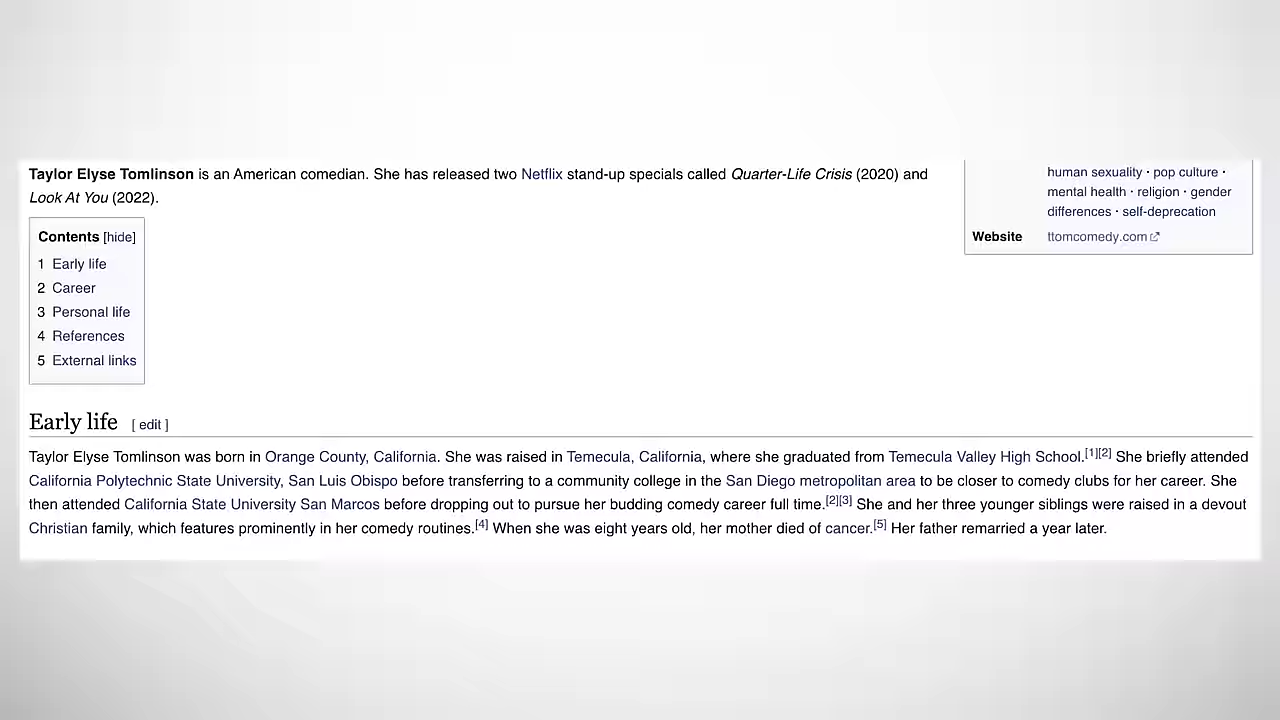 Taylor Elyse Tomlinson is an American comedian. She has released two Netflix stand-up specials called Quarter-Life Crisis (2020) and
Look At You (2022).
human sexuality · pop culture ·
mental health · religion · gender
differences · self-deprecation
Website ttomcomedy.com
Contents [hide]
1 Early life
2 Career
3 Personal life
4 References
5 External links
Early life [ edit ]
Taylor Elyse Tomlinson was born in Orange County, California. She was raised in Temecula, California, where she graduated from Temecula Valley High School.[1][2] She briefly attended
California Polytechnic State University, San Luis Obispo before transferring to a community college in the San Diego metropolitan area to be closer to comedy clubs for her career. She
then attended California State University San Marcos before dropping out to pursue her budding comedy career full time.[2][3] She and her three younger siblings were raised in a devout
Christian family, which features prominently in her comedy routines.[4] When she was eight years old, her mother died of cancer.[5] Her father remarried a year later.